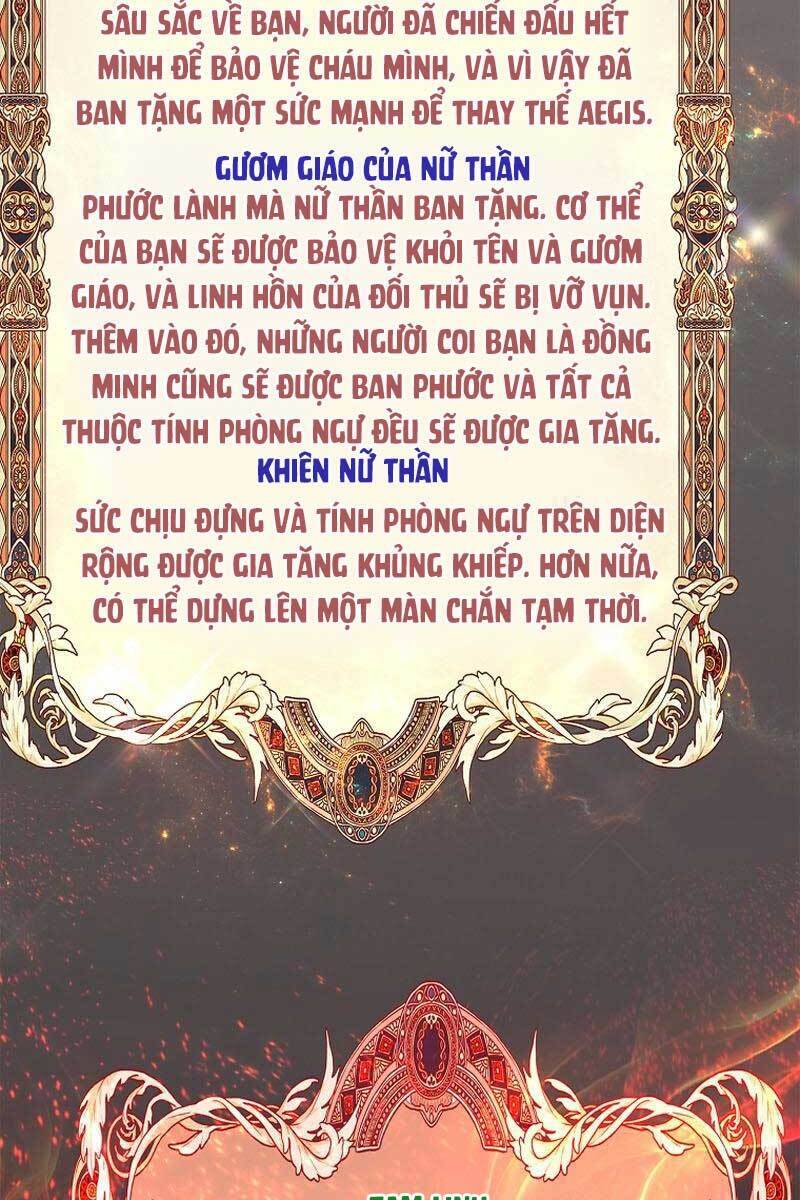 SÂU SẮC VỀ BẠN, NGƯỜI ĐÃ CHIẾN ĐẤU HẾT
MÌNH ĐỂ BẢO VỆ CHÁU MÌNH, VÀ VÌ VẬY ĐÃ
BAN TẶNG MỘT SỨC MẠNH ĐỂ THAY THẾ AEGIS.
GƯƠM GIÁO CỦA NỮ THẦN
PHƯỚC LÀNH MÀ NỮ THẦN BAN TẶNG. CƠ THỂ
CỦA BẠN SẼ ĐƯỢC BẢO VỆ KHỎI TÊN VÀ GƯƠM
GIÁO, VÀ LINH HỒN CỦA ĐỐI THỦ SẼ BỊ VỠ VỤN.
THÊM VÀO ĐÓ, NHỮNG NGƯỜI COI BẠN LÀ ĐỒNG
MINH CŨNG SẼ ĐƯỢC BAN PHƯỚC VÀ TẤT CẢ
THUỘC TÍNH PHÒNG NGỰ ĐỀU SẼ ĐƯỢC GIA TĂNG.
KHIÊN NỮ THẦN
SỨC CHỊU ĐỰNG VÀ TÍNH PHÒNG NGỰ TRÊN DIỆN
RỘNG ĐƯỢC GIA TĂNG KHỦNG KHIẾP. HƠN NỮA,
CÓ THỂ DỰNG LÊN MỘT MÀN CHẮN TẠM THỜI.